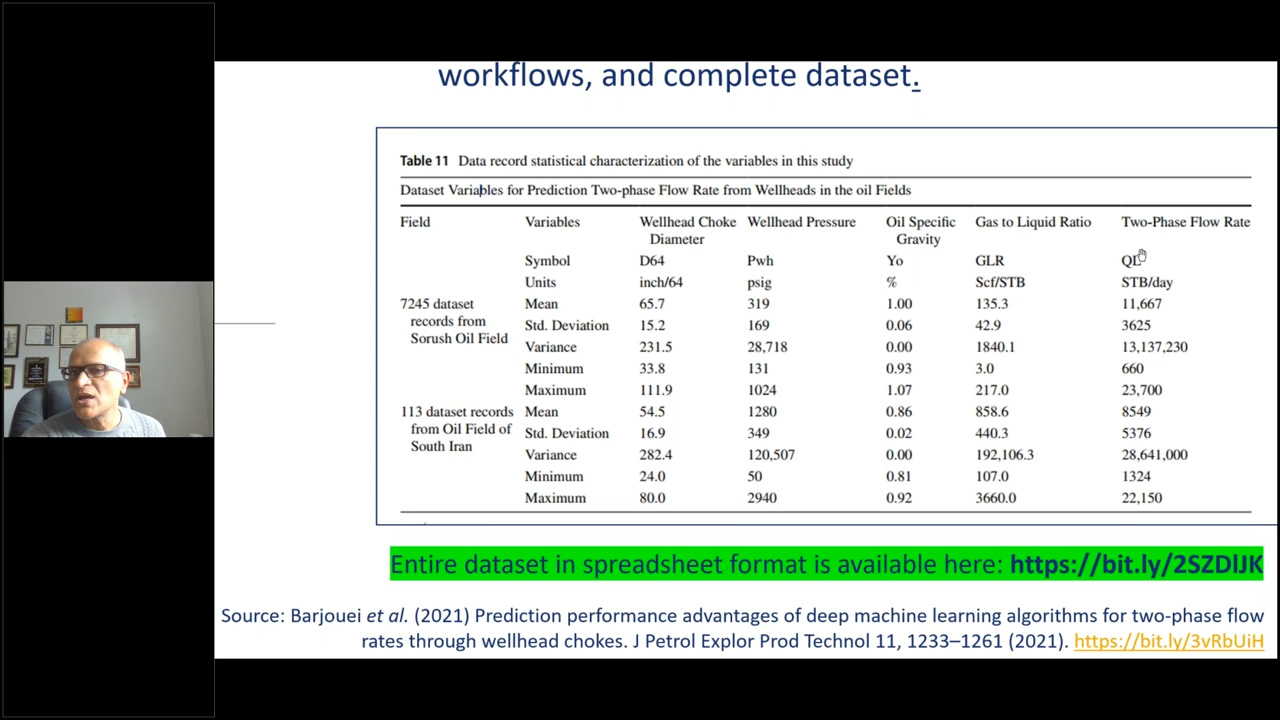 workflows, and complete dataset.
Table 11 Data record statistical characterization of the variables in this study
Dataset Variables for Prediction Two-phase Flow Rate from Wellheads in the oil Fields
Field Variables Wellhead Choke Diameter Wellhead Pressure Oil Specific Gravity Gas to Liquid Ratio Two-Phase Flow Rate
Symbol D64 Pwh Yo GLR QL
Units inch/64 psig % Scf/STB STB/day
7245 dataset records from Sorush Oil Field Mean 65.7 319 1.00 135.3 11,667
Std. Deviation 15.2 169 0.06 42.9 3625
Variance 231.5 28,718 0.00 1840.1 13,137,230
Minimum 33.8 131 0.93 3.0 660
Maximum 111.9 1024 1.07 217.0 23,700
113 dataset records from Oil Field of South Iran Mean 54.5 1280 0.86 858.6 8549
Std. Deviation 16.9 349 0.02 440.3 5376
Variance 282.4 120,507 0.00 192,106.3 28,641,000
Minimum 24.0 50 0.81 107.0 1324
Maximum 80.0 2940 0.92 3660.0 22,150
Entire dataset in spreadsheet format is available here: https://bit.ly/2SZDlJK
Source: Barjouei et al. (2021) Prediction performance advantages of deep machine learning algorithms for two-phase flow
rates through wellhead chokes. J Petrol Explor Prod Technol 11, 1233–1261 (2021). https://bit.ly/3vRbUiH